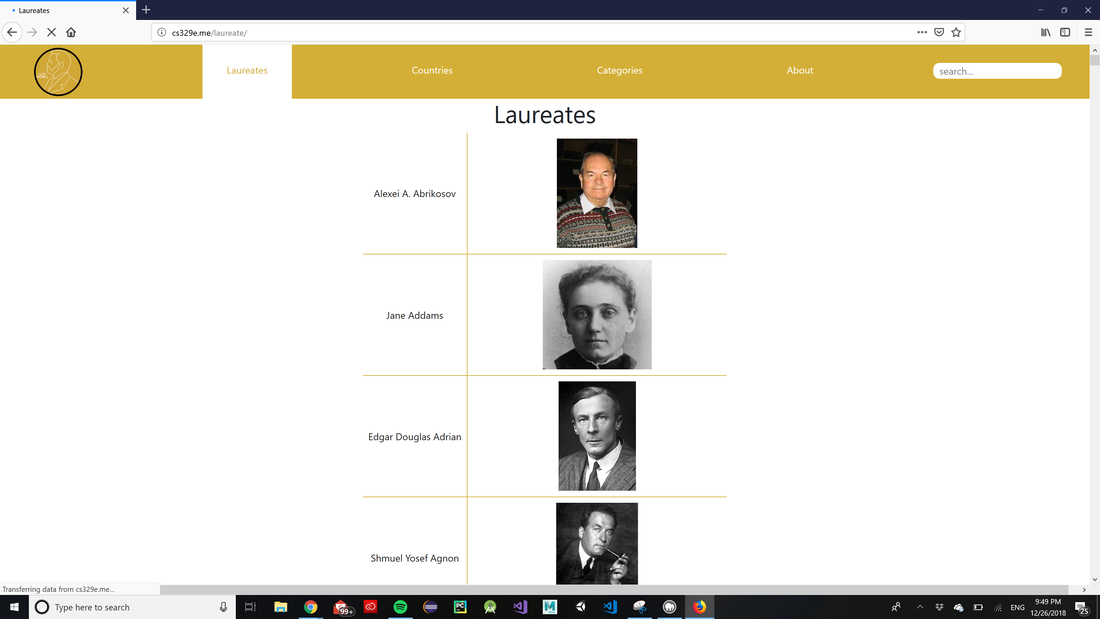 Laureates
cs329e.me/laureate/
Laureates
Countries
Categories
About
search...
Laureates
Alexei A. Abrikosov
Jane Addams
Edgar Douglas Adrian
Shmuel Yosef Agnon
Transferring data from cs329e.me...
Type here to search
99+
PC
M
ENG
9:49 PM
12/26/2018
25